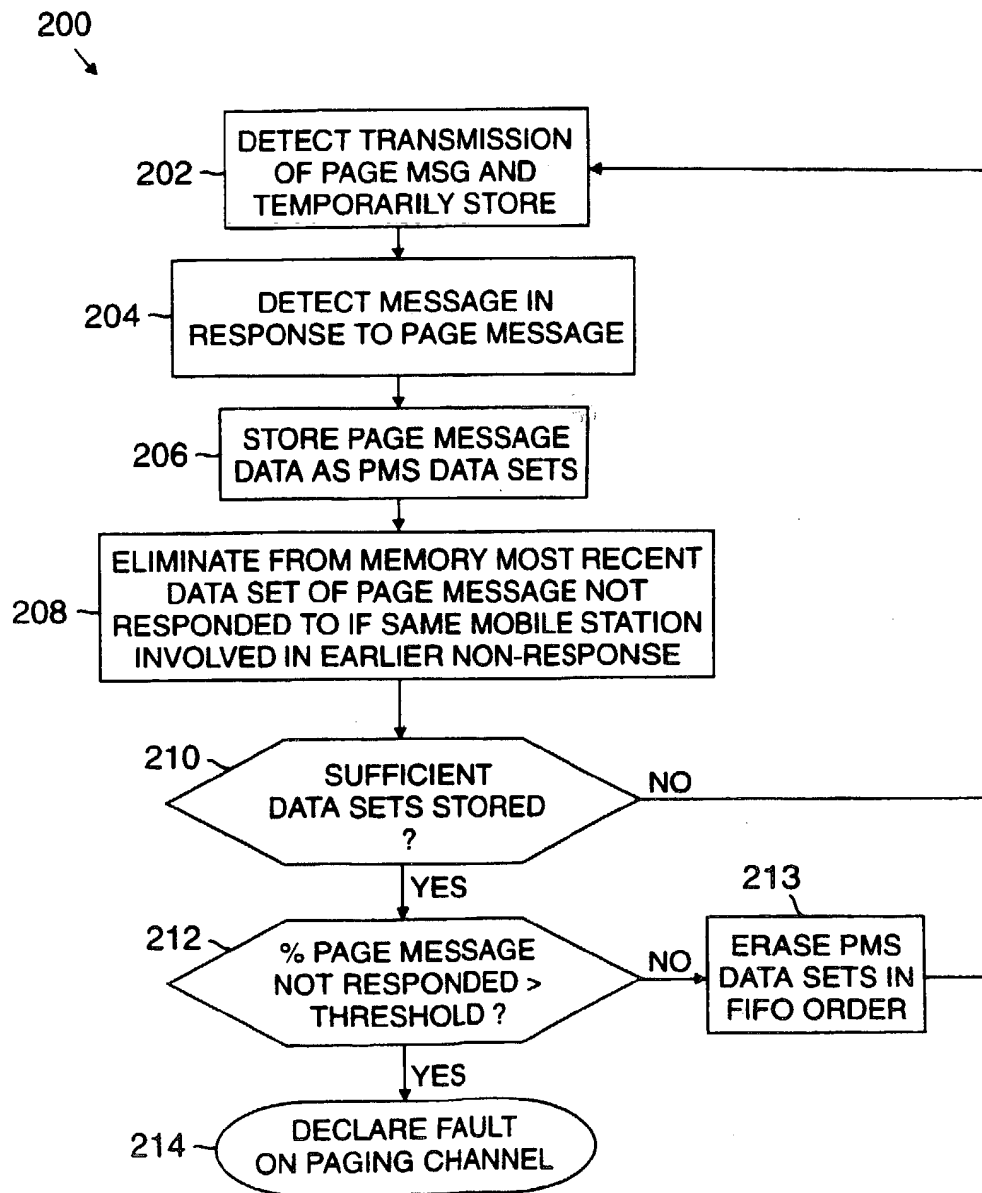 200
202
DETECT TRANSMISSION
OF PAGE MSG AND
TEMPORARILY STORE
204
DETECT MESSAGE IN
RESPONSE TO PAGE MESSAGE
206
STORE PAGE MESSAGE
DATA AS PMS DATA SETS
208
ELIMINATE FROM MEMORY MOST RECENT
DATA SET OF PAGE MESSAGE NOT
RESPONDED TO IF SAME MOBILE STATION
INVOLVED IN EARLIER NON-RESPONSE
210
SUFFICIENT
DATA SETS STORED
?
NO
YES
212
% PAGE MESSAGE
NOT RESPONDED >
THRESHOLD ?
NO
213
ERASE PMS
DATA SETS IN
FIFO ORDER
YES
214
DECLARE FAULT
ON PAGING CHANNEL